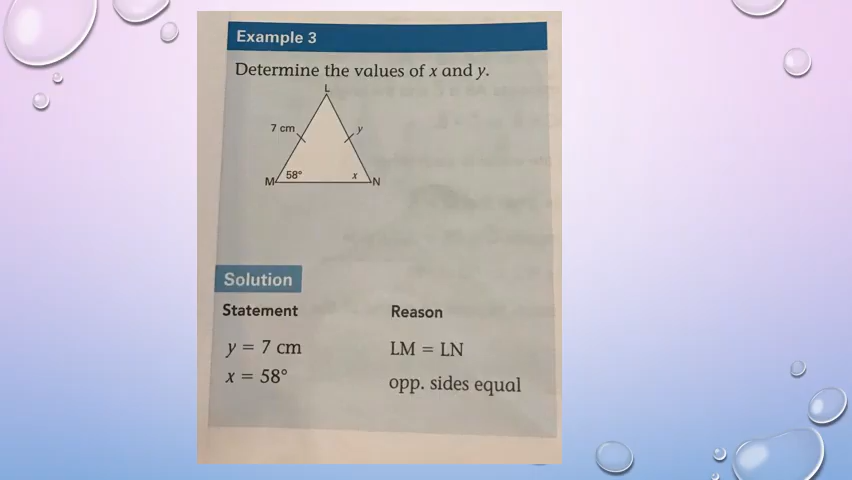 Example 3
Determine the values of x and y.
L
7 cm
y
58°
x
M
N
Solution
Statement Reason
y = 7 cm LM = LN
x = 58° opp. sides equal